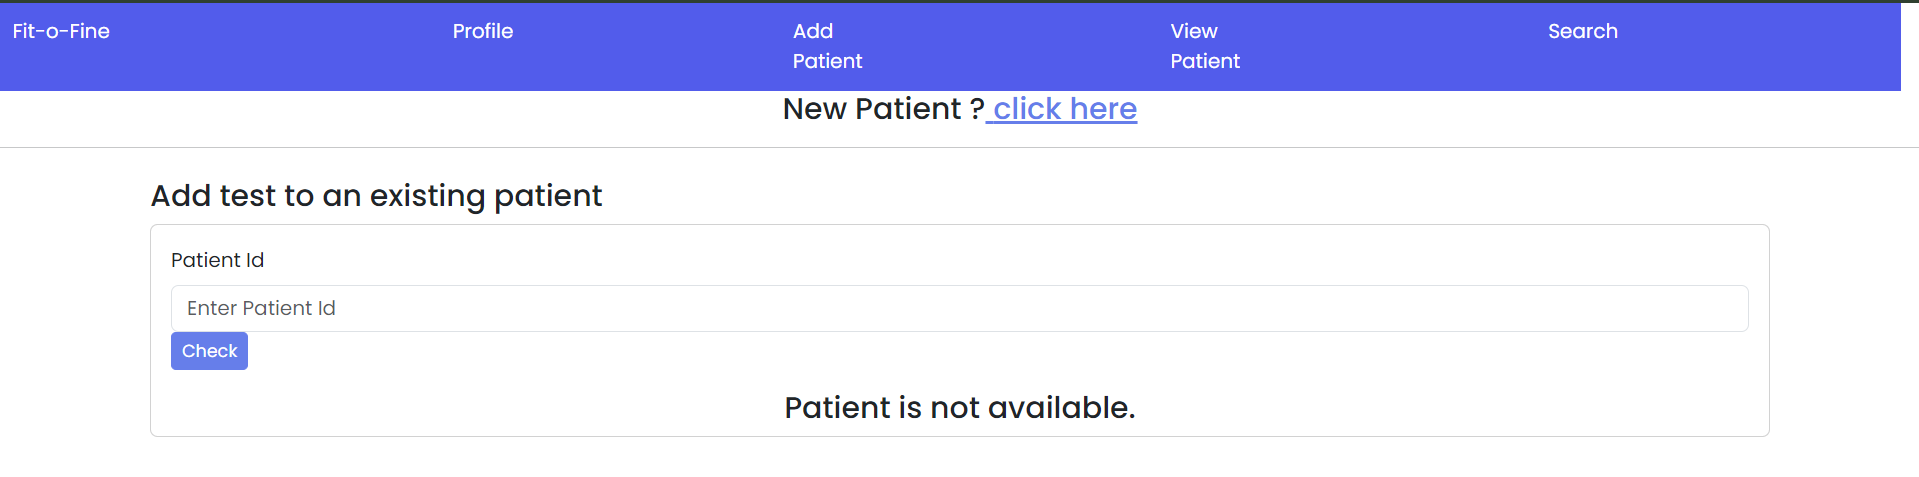 Fit-o-Fine Profile Add Patient View Patient Search
New Patient ? click here
Add test to an existing patient
Patient Id
Enter Patient Id
Check
Patient is not available.